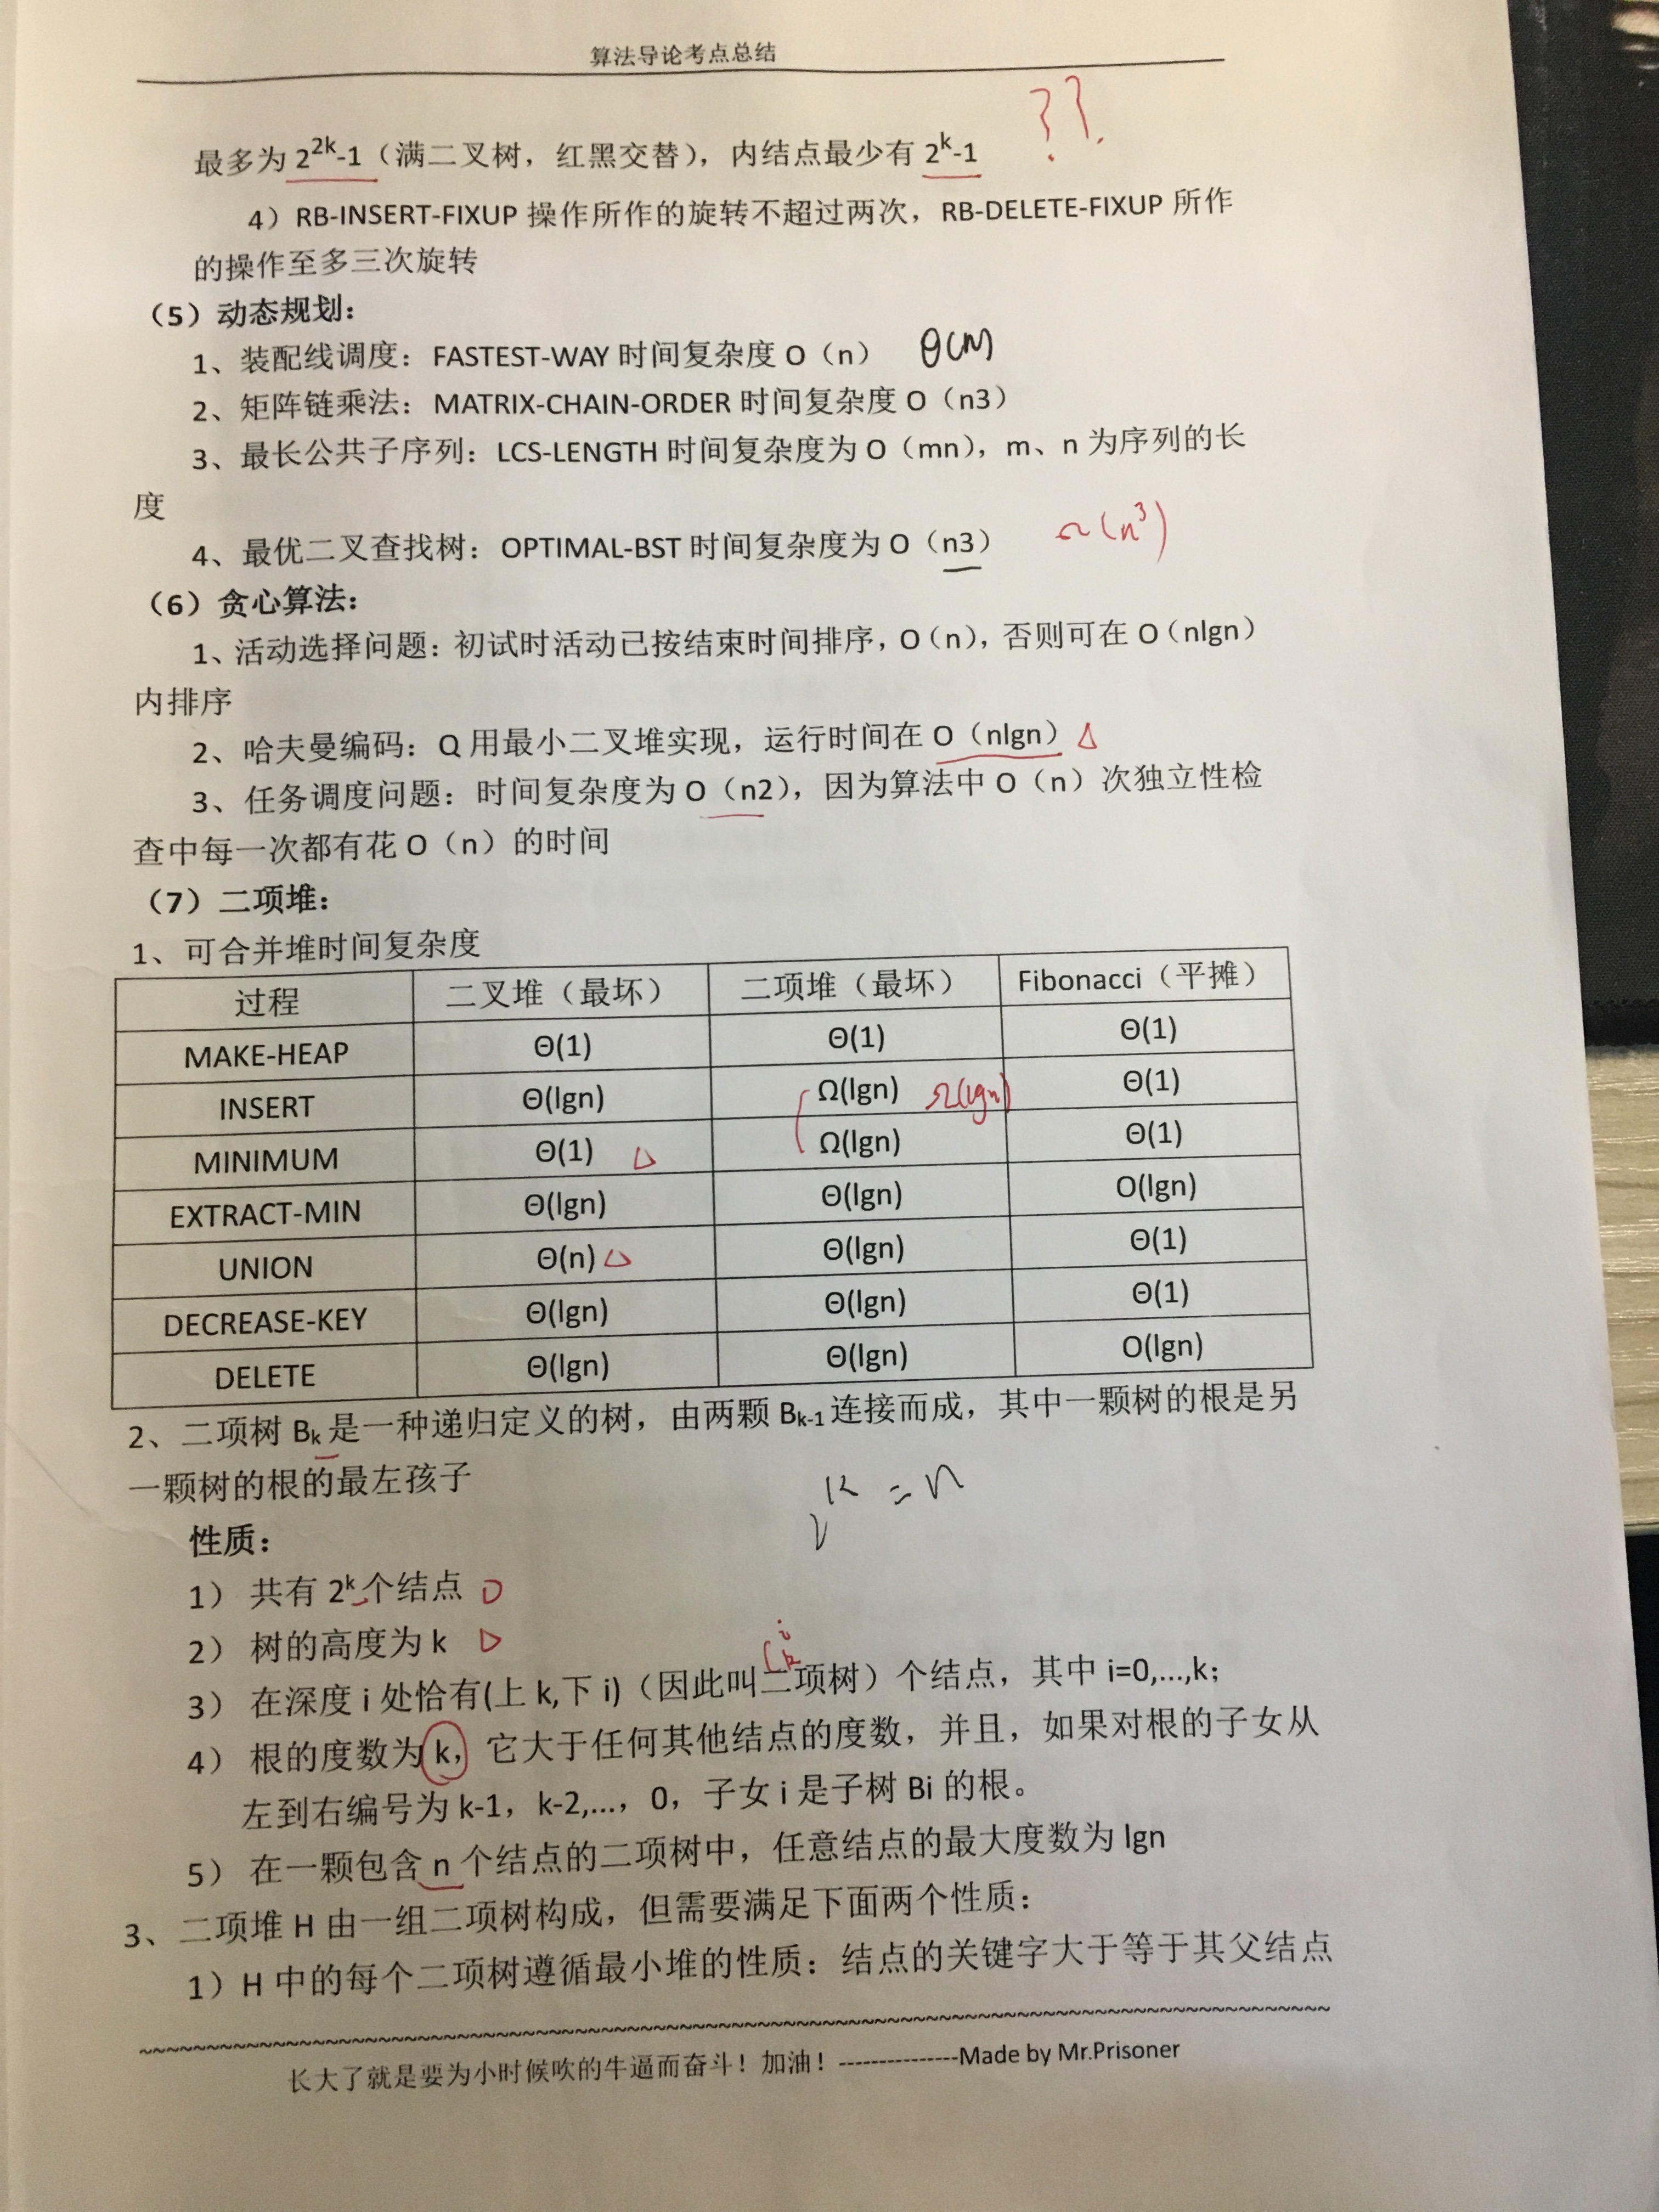 算法导论考点总结
??.
最多为 2^2k-1（满二叉树，红黑交替），内结点最少有 2^k-1
4）RB-INSERT-FIXUP 操作所作的旋转不超过两次，RB-DELETE-FIXUP 所作
的操作至多三次旋转
（5）动态规划：
1、装配线调度：FASTEST-WAY 时间复杂度 O（n） θ(n)
2、矩阵链乘法：MATRIX-CHAIN-ORDER 时间复杂度 O（n3）
3、最长公共子序列：LCS-LENGTH 时间复杂度为 O（mn），m、n 为序列的长
度
4、最优二叉查找树：OPTIMAL-BST 时间复杂度为 O（n3） Ω(n^3)
（6）贪心算法：
1、活动选择问题：初试时活动已按结束时间排序，O（n），否则可在 O（nlgn）
内排序
2、哈夫曼编码：Q 用最小二叉堆实现，运行时间在 O（nlgn）
3、任务调度问题：时间复杂度为 O（n2），因为算法中 O（n）次独立性检
查中每一次都有花 O（n）的时间
（7）二项堆：
1、可合并堆时间复杂度
过程 二叉堆（最坏） 二项堆（最坏） Fibonacci（平摊）
MAKE-HEAP Θ(1) Θ(1) Θ(1)
INSERT Θ(lgn) Ω(lgn) Ω(lgn) Θ(1)
MINIMUM Θ(1) Ω(lgn) Θ(1)
EXTRACT-MIN Θ(lgn) Θ(lgn) O(lgn)
UNION Θ(n) Θ(lgn) Θ(1)
DECREASE-KEY Θ(lgn) Θ(lgn) Θ(1)
DELETE Θ(lgn) Θ(lgn) O(lgn)
2、二项树 Bk 是一种递归定义的树，由两颗 Bk-1 连接而成，其中一颗树的根是另
一颗树的根的最左孩子
2^k = n
性质：
1） 共有 2^k 个结点
2） 树的高度为 k
C k i
3） 在深度 i 处恰有(上 k,下 i)（因此叫二项树）个结点，其中 i=0,...,k；
4） 根的度数为 k，它大于任何其他结点的度数，并且，如果对根的子女从
左到右编号为 k-1，k-2,...，0，子女 i 是子树 Bi 的根。
5） 在一颗包含 n 个结点的二项树中，任意结点的最大度数为 lgn
3、二项堆 H 由一组二项树构成，但需要满足下面两个性质：
1）H 中的每个二项树遵循最小堆的性质：结点的关键字大于等于其父结点
长大了就是要为小时候吹的牛逼而奋斗！加油！---------------Made by Mr.Prisoner